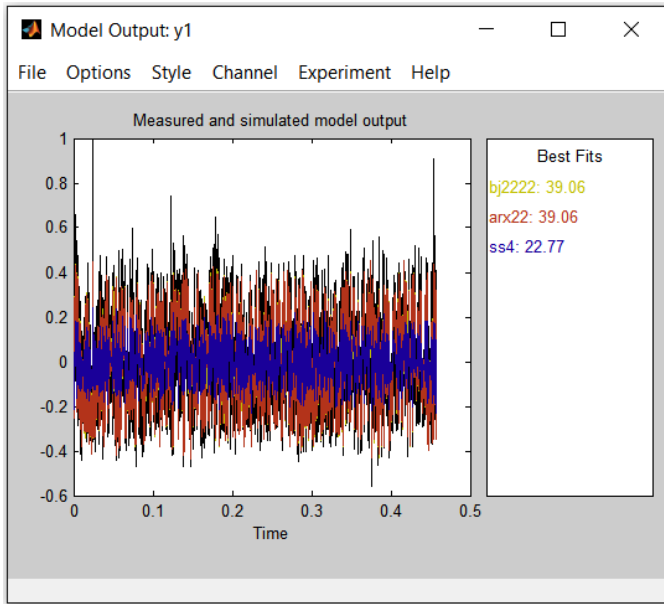 Model Output: y1
File Options Style Channel Experiment Help
Measured and simulated model output
1
0.8
0.6
0.4
0.2
0
-0.2
-0.4
-0.6
0 0.1 0.2 0.3 0.4 0.5
Time
Best Fits
bj2222: 39.06
arx22: 39.06
ss4: 22.77